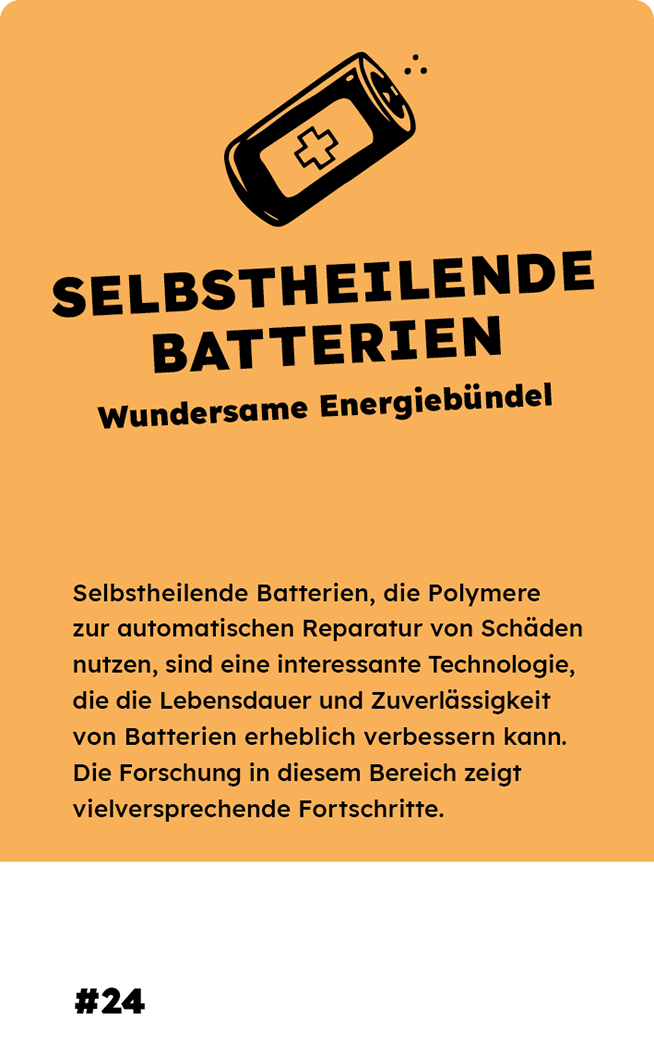 SELBSTHEILENDE
BATTERIEN
Wundersame Energiebündel
Selbstheilende Batterien, die Polymere
zur automatischen Reparatur von Schäden
nutzen, sind eine interessante Technologie,
die die Lebensdauer und Zuverlässigkeit
von Batterien erheblich verbessern kann.
Die Forschung in diesem Bereich zeigt
vielversprechende Fortschritte.
#24